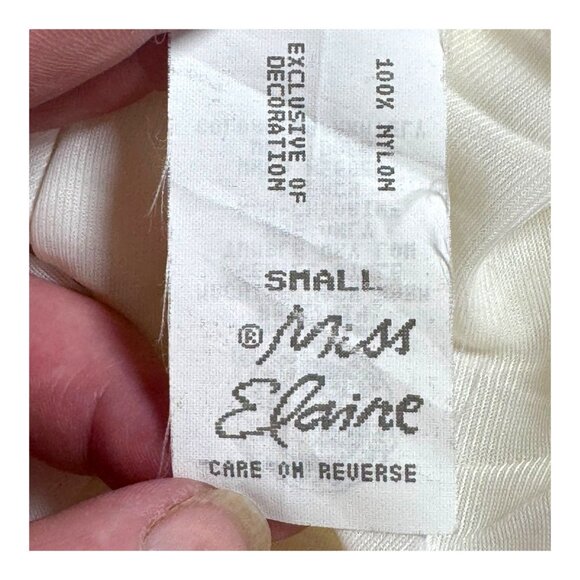 100% NYLON
EXCLUSIVE OF
DECORATION
SMALL
® Miss
Elaine
CARE ON REVERSE